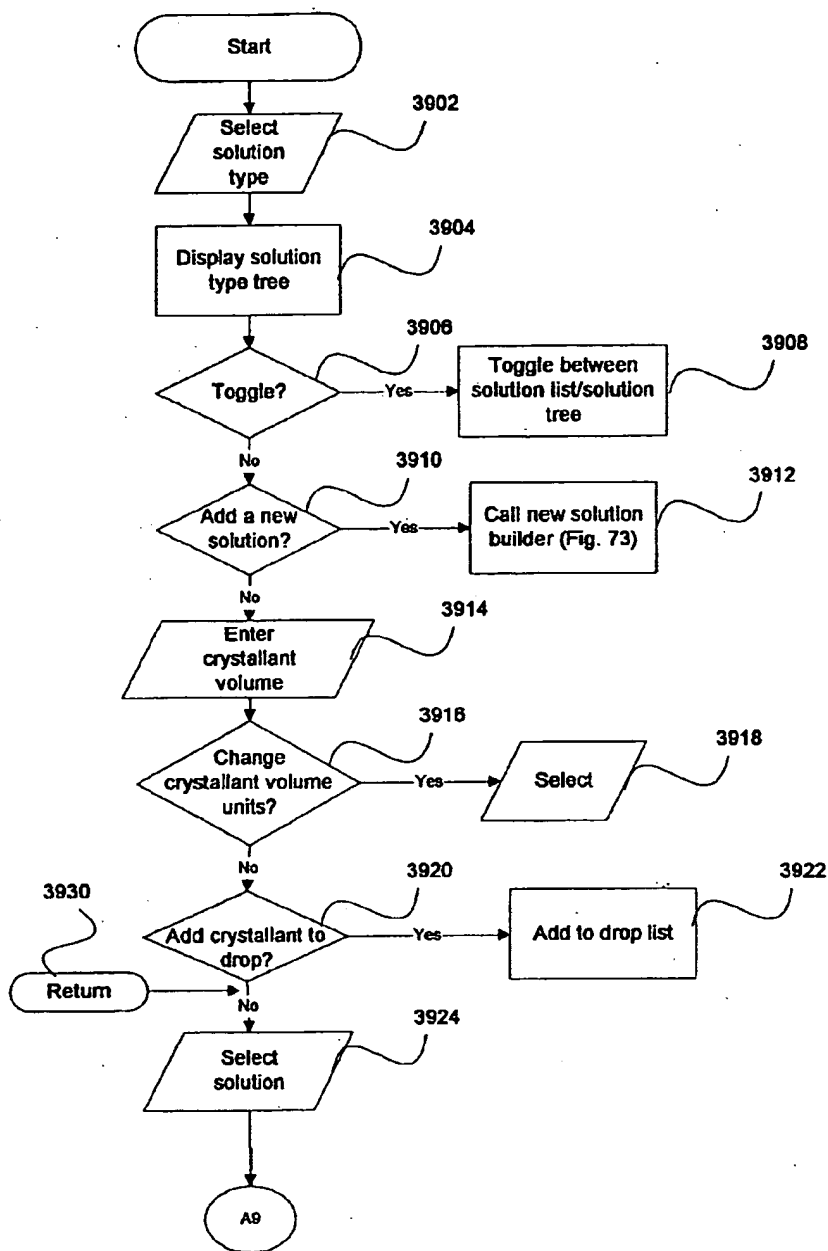 Start
3902
Select
solution
type
3904
Display solution
type tree
3906
Toggle?
Yes
Toggle between
solution list/solution
tree
3908
No
3910
Add a new
solution?
Yes
Call new solution
builder (Fig. 73)
3912
No
3914
Enter
crystallant
volume
3916
Change
crystallant volume
units?
Yes
Select
3918
No
3930
3920
3922
Add crystallant to
drop?
Yes
Add to drop list
Return
No
3924
Select
solution
A9